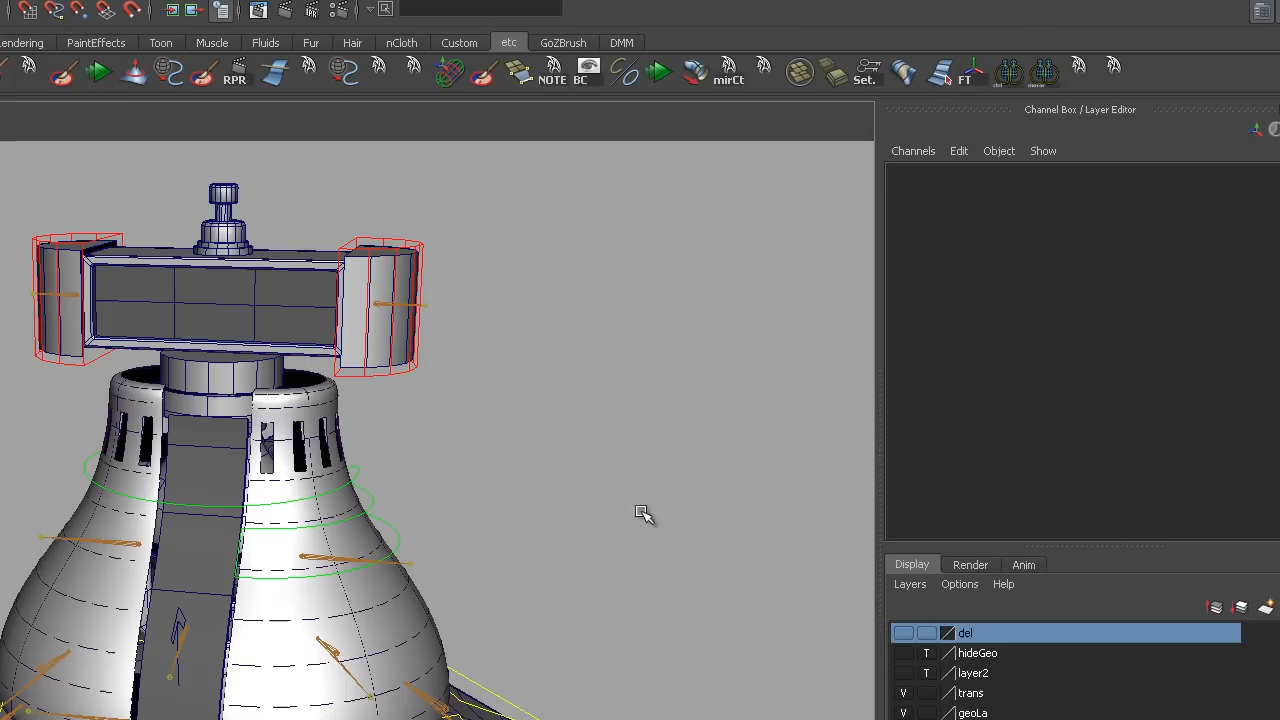 endering PaintEffects Toon Muscle Fluids Fur Hair nCloth Custom etc GoZBrush DMM
RPR NOTE BC mirCt Set. FT
Channel Box / Layer Editor
Channels Edit Object Show
Display Render Anim
Layers Options Help
del
T hideGeo
T layer2
V trans
V geoLa